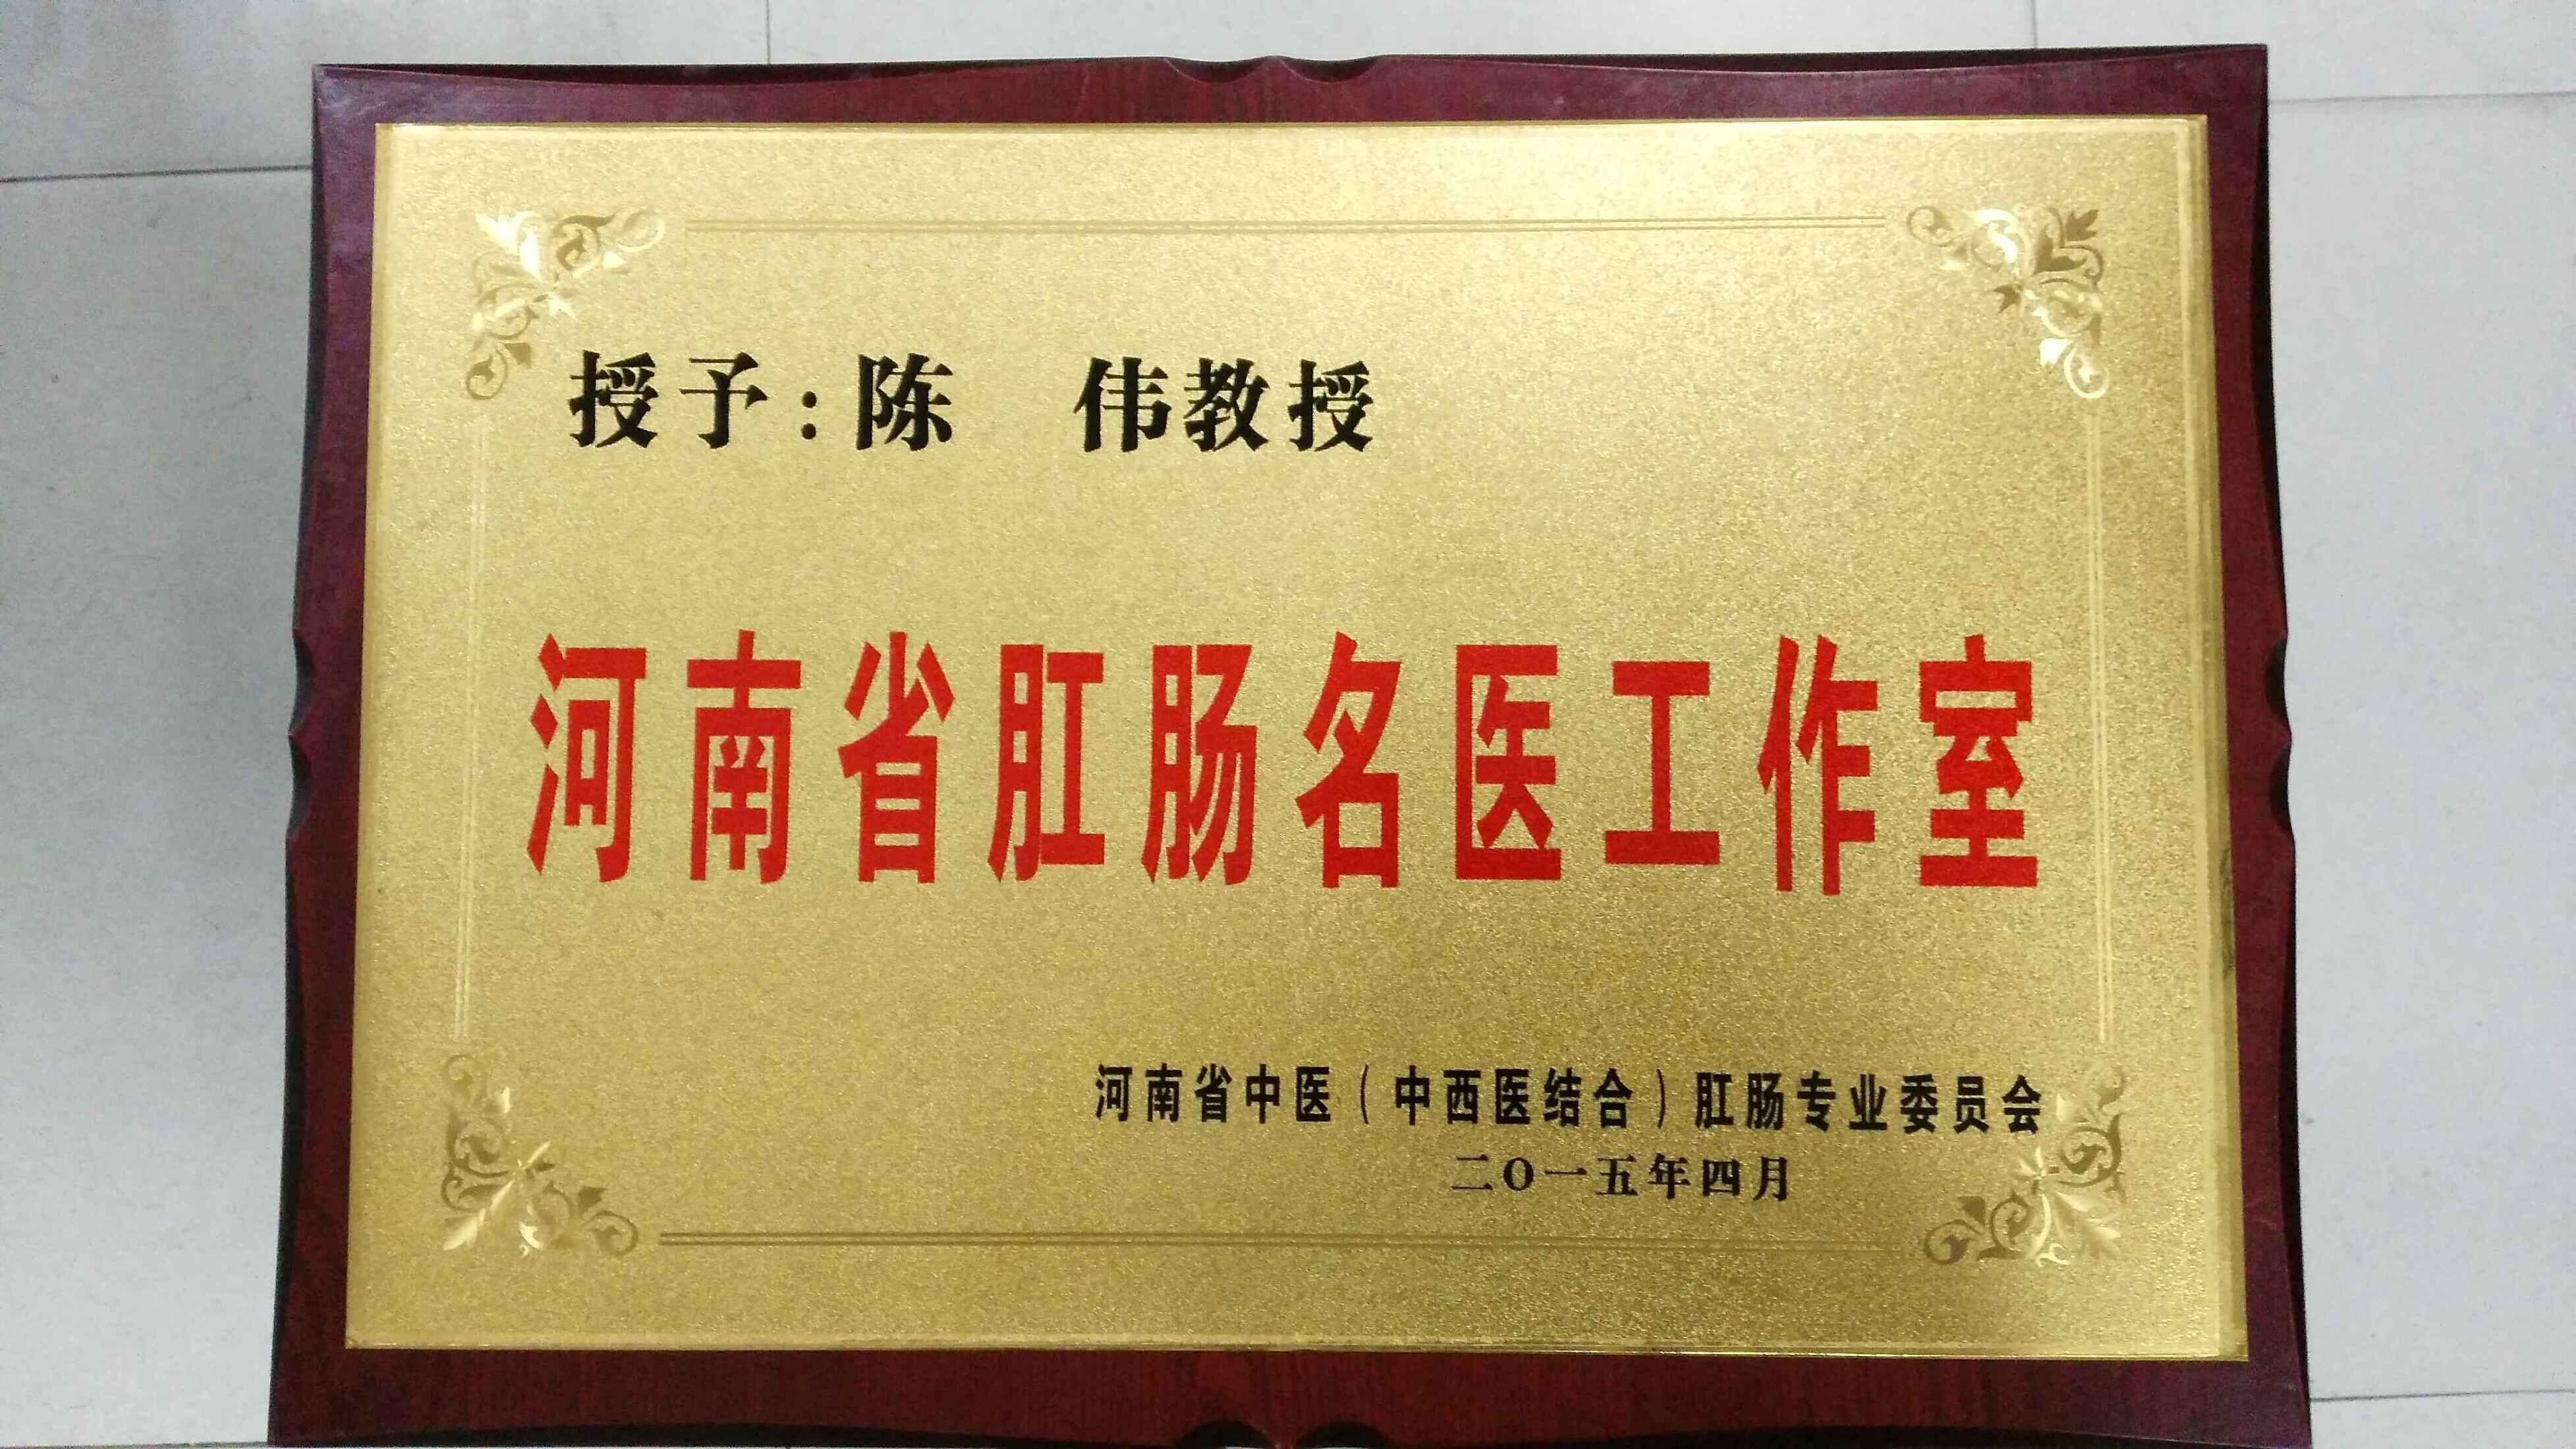 授予：陈 伟教授
河南省肛肠名医工作室
河南省中医（中西医结合）肛肠专业委员会
二〇一五年四月